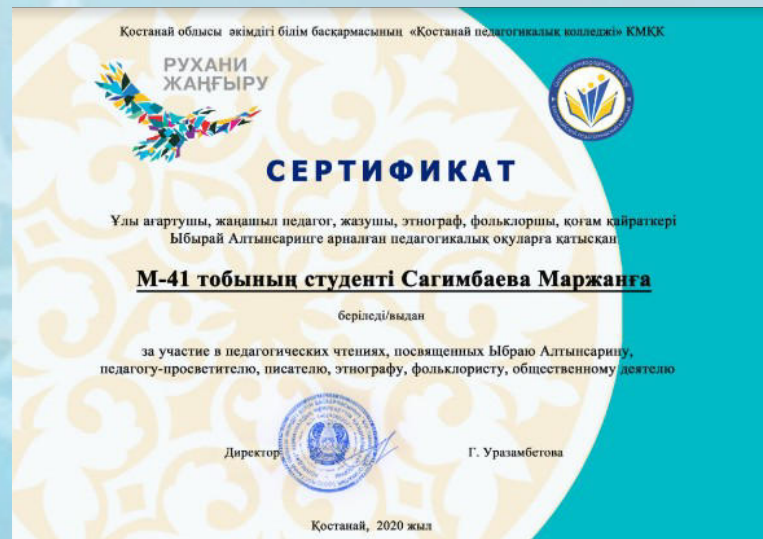 Қостанай облысы әкімдігі білім басқармасының «Қостанай педагогикалық колледжі» КМҚК
РУХАНИ
ЖАҢҒЫРУ
СЕРТИФИКАТ
Ұлы ағартушы, жаңашыл педагог, жазушы, этнограф, фольклоршы, қоғам қайраткері
Ыбырай Алтынсаринге арналған педагогикалық оқуларға қатысқан
М-41 тобының студенті Сагимбаева Маржанға
беріледі/выдан
за участие в педагогических чтениях, посвященных Ыбраю Алтынсарину,
педагогу-просветителю, писателю, этнографу, фольклористу, общественному деятелю
Директор
Г. Уразамбетова
Қостанай, 2020 жыл